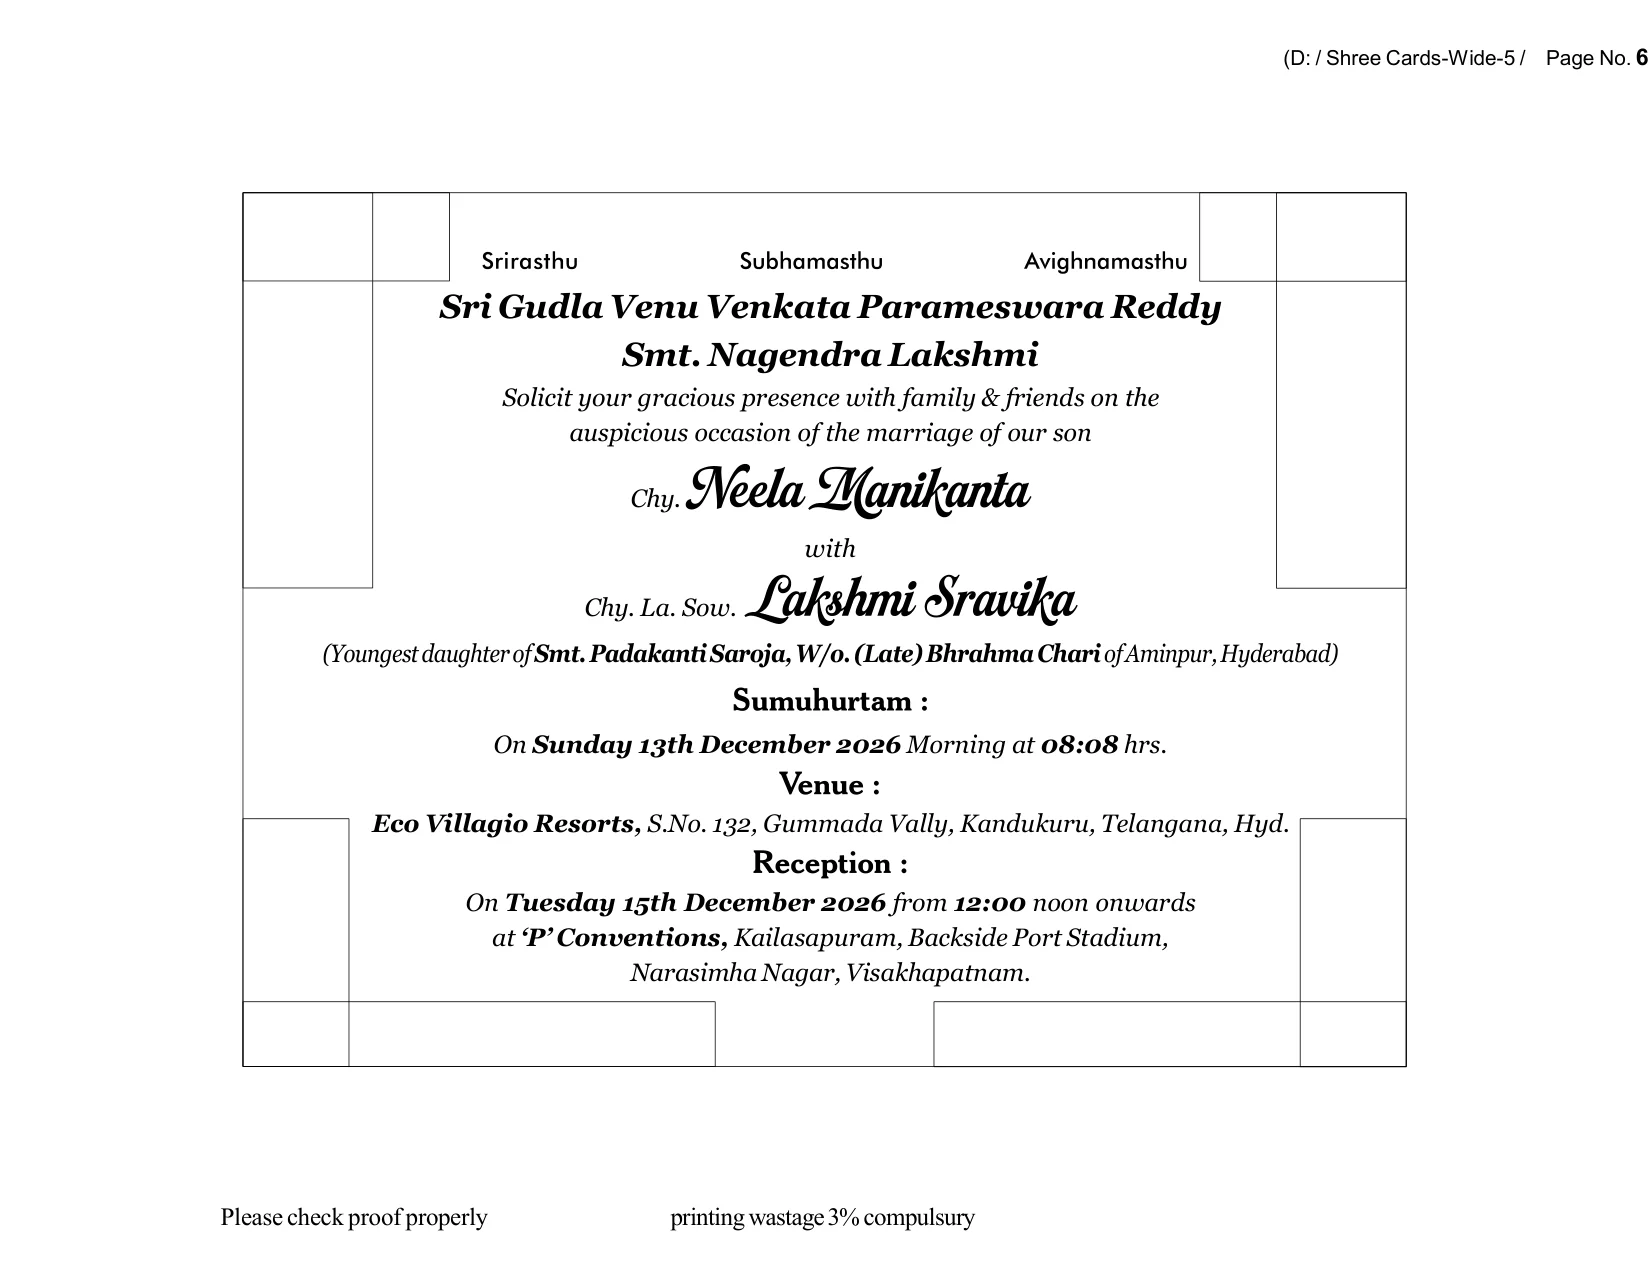 (D: / Shree Cards-Wide-5 / Page No. 6
Srirasthu Subhamasthu Avighnamasthu
Sri Gudla Venu Venkata Parameswara Reddy
Smt. Nagendra Lakshmi
Solicit your gracious presence with family & friends on the
auspicious occasion of the marriage of our son
Chy. Neela Manikanta
with
Chy. La. Sow. Lakshmi Sravika
(Youngest daughter of Smt. Padakanti Saroja, W/o. (Late) Bhrahma Chari of Aminpur, Hyderabad)
Sumuhurtam :
On Sunday 13th December 2026 Morning at 08:08 hrs.
Venue :
Eco Villagio Resorts, S.No. 132, Gummada Vally, Kandukuru, Telangana, Hyd.
Reception :
On Tuesday 15th December 2026 from 12:00 noon onwards
at ‘P’ Conventions, Kailasapuram, Backside Port Stadium,
Narasimha Nagar, Visakhapatnam.
Please check proof properly printing wastage 3% compulsury